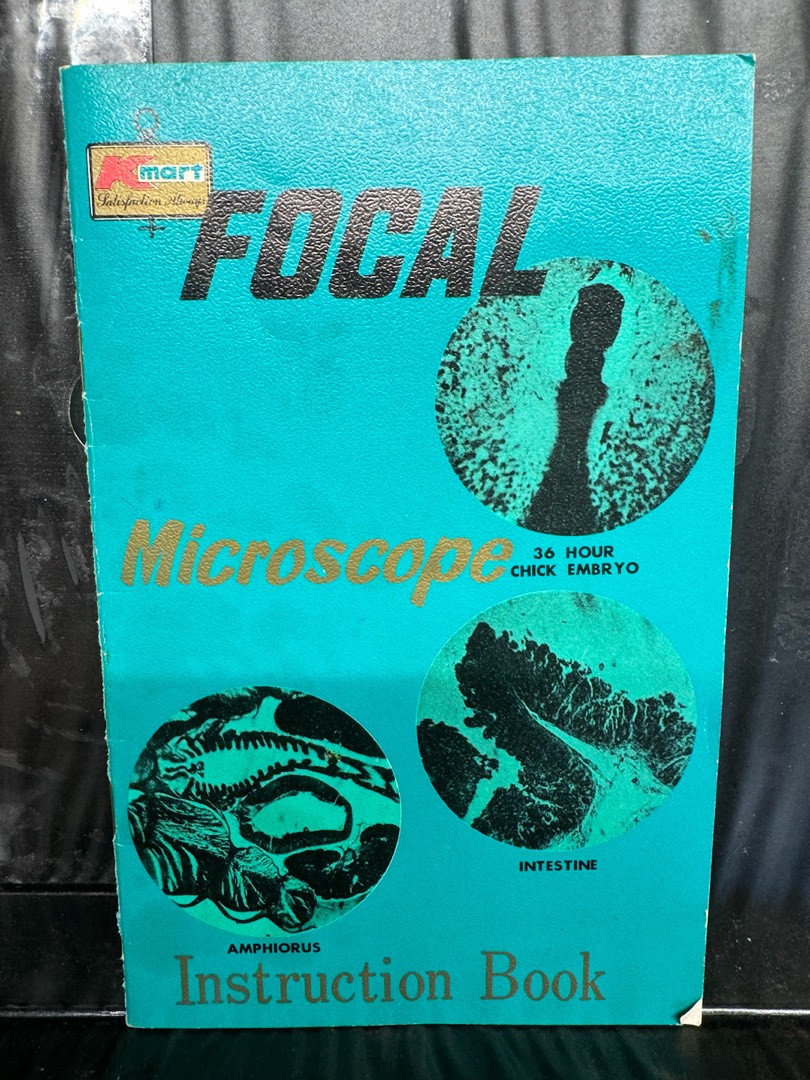 Kmart
Satisfaction Always
FOCAL
Microscope
36 HOUR
CHICK EMBRYO
INTESTINE
AMPHIORUS
Instruction Book